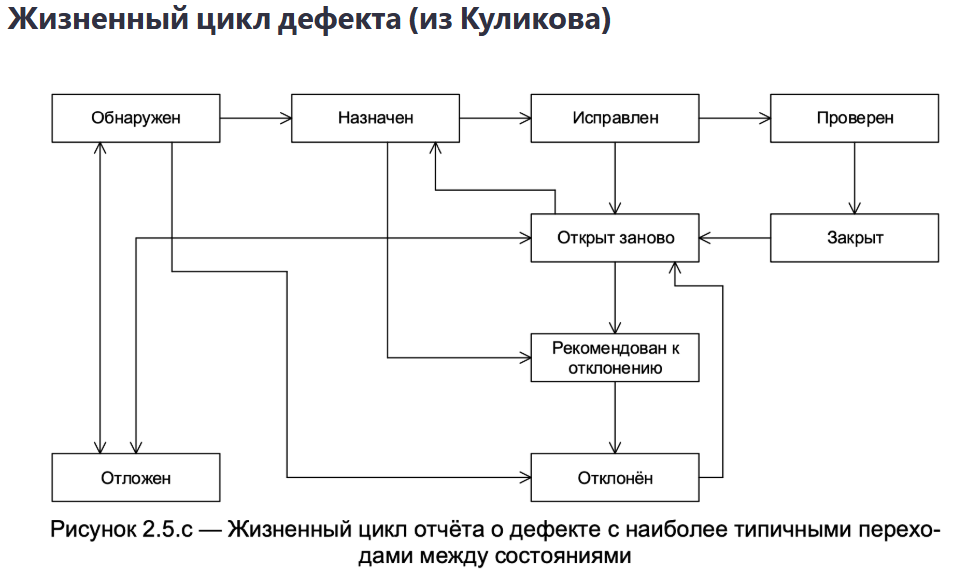 Жизненный цикл дефекта (из Куликова)
Обнаружен
Назначен
Исправлен
Проверен
Открыт заново
Закрыт
Рекомендован к
отклонению
Отложен
Отклонён
Рисунок 2.5.c — Жизненный цикл отчёта о дефекте с наиболее типичными перехо-
дами между состояниями